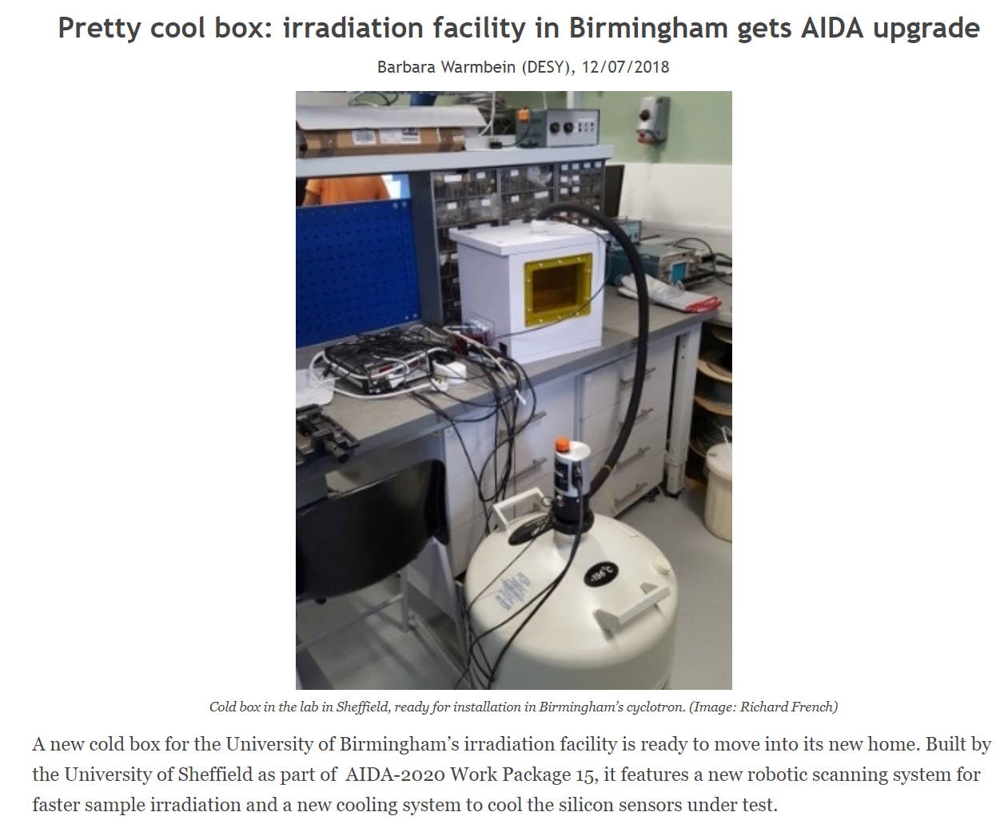 Pretty cool box: irradiation facility in Birmingham gets AIDA upgrade
Barbara Warmbein (DESY), 12/07/2018
-196°C
Cold box in the lab in Sheffield, ready for installation in Birmingham’s cyclotron. (Image: Richard French)
A new cold box for the University of Birmingham’s irradiation facility is ready to move into its new home. Built by
the University of Sheffield as part of  AIDA-2020 Work Package 15, it features a new robotic scanning system for
faster sample irradiation and a new cooling system to cool the silicon sensors under test.